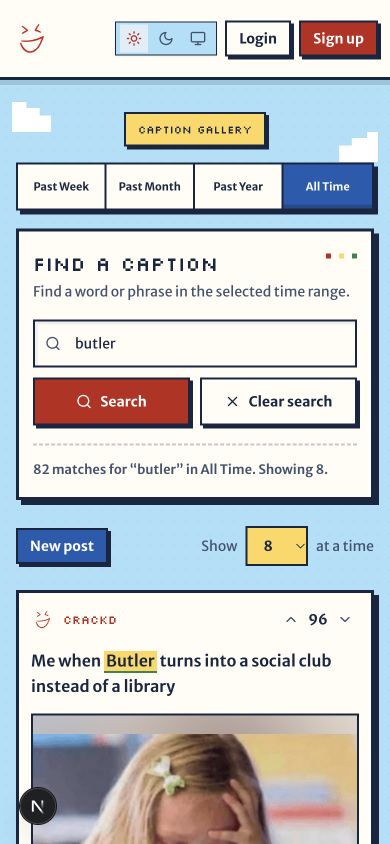 Login
Sign up
CAPTION GALLERY
Past Week
Past Month
Past Year
All Time
FIND A CAPTION
Find a word or phrase in the selected time range.
butler
Search
Clear search
82 matches for “butler” in All Time. Showing 8.
New post
Show 8 at a time
CRACKD
96
Me when Butler turns into a social club
instead of a library
N